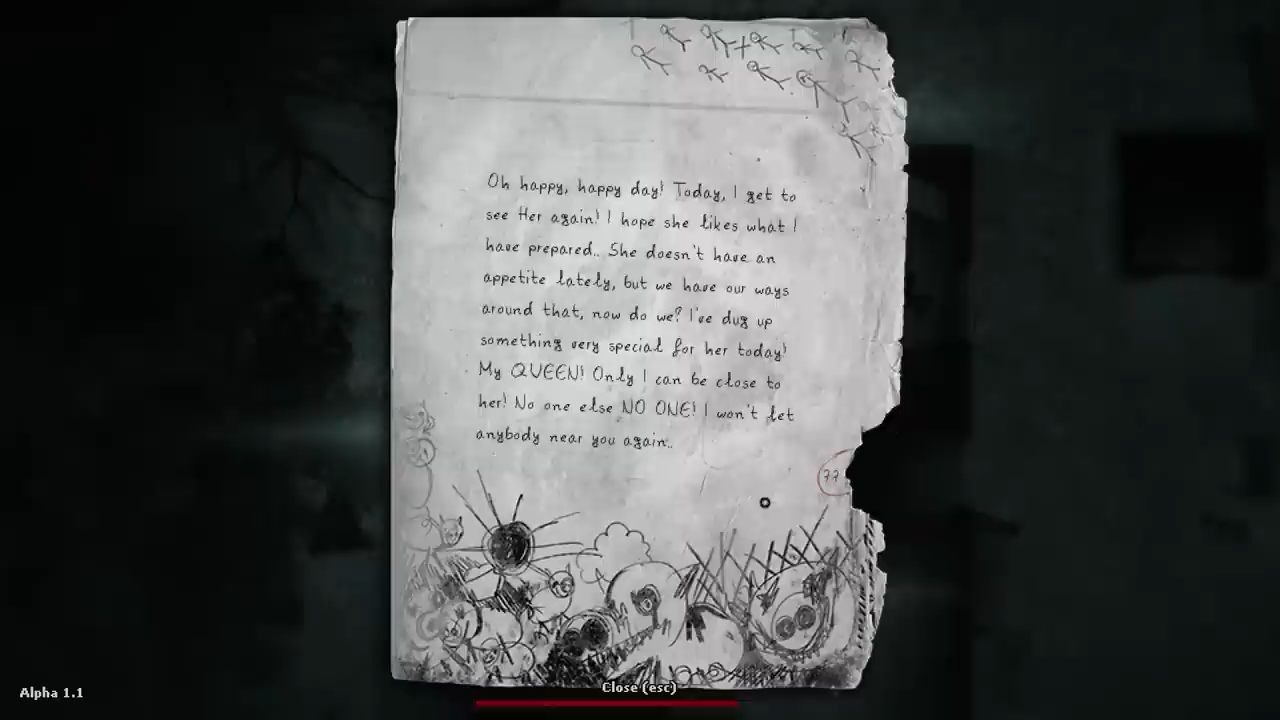 Oh happy, happy day! Today, I get to
see Her again! I hope she likes what I
have prepared.. She doesn't have an
appetite lately, but we have our ways
around that, now do we? I've dug up
something very special for her today!
My QUEEN! Only I can be close to
her! No one else NO ONE! I won't let
anybody near you again..
77
Alpha 1.1
Close (esc)